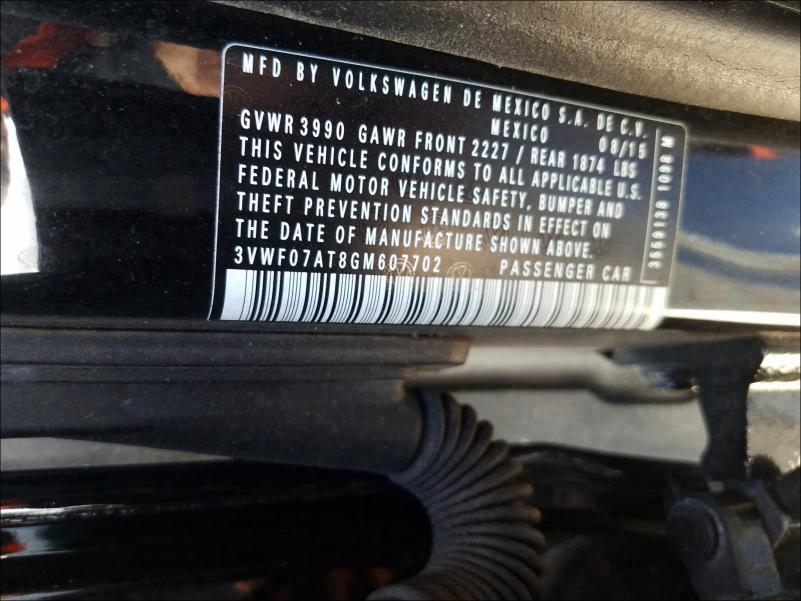 MFD BY VOLKSWAGEN DE MEXICO S.A. DE C.V.
MEXICO 08/15
GVWR 3990 GAWR FRONT 2227 / REAR 1874 LBS
THIS VEHICLE CONFORMS TO ALL APPLICABLE U.S.
FEDERAL MOTOR VEHICLE SAFETY, BUMPER AND
THEFT PREVENTION STANDARDS IN EFFECT ON
THE DATE OF MANUFACTURE SHOWN ABOVE.
3VWF07AT8GM607702 PASSENGER CAR
1098 M